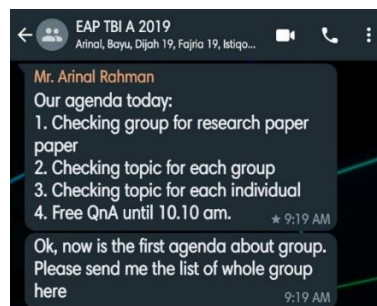 EAP TBI A 2019
Arinal, Bayu, Dijah 19, Fajria 19, Istiqo...
Mr. Arinal Rahman
Our agenda today:
1. Checking group for research paper
paper
2. Checking topic for each group
3. Checking topic for each individual
4. Free QnA until 10.10 am.
★ 9:19 AM
Ok, now is the first agenda about group.
Please send me the list of whole group
here
9:19 AM